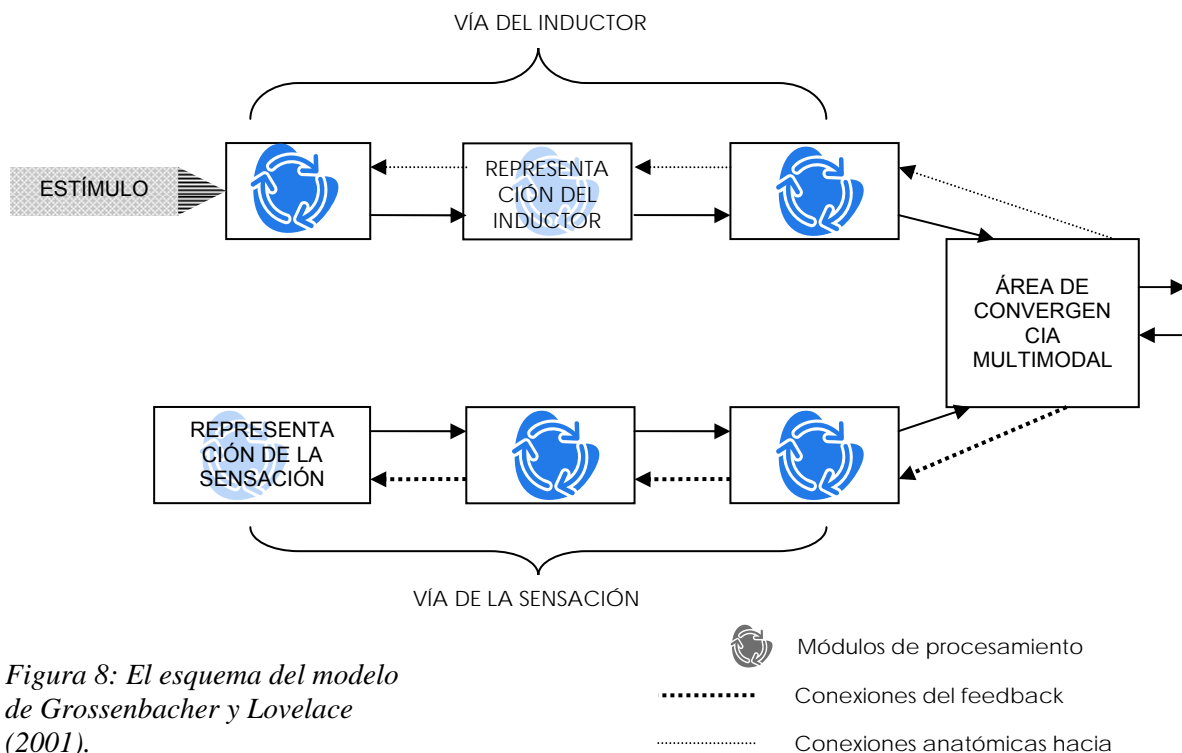 VÍA DEL INDUCTOR
ESTÍMULO
REPRESENTA
CIÓN DEL
INDUCTOR
ÁREA DE
CONVERGEN
CIA
MULTIMODAL
REPRESENTA
CIÓN DE LA
SENSACIÓN
VÍA DE LA SENSACIÓN
Módulos de procesamiento
Conexiones del feedback
Conexiones anatómicas hacia
Figura 8: El esquema del modelo
de Grossenbacher y Lovelace
(2001).